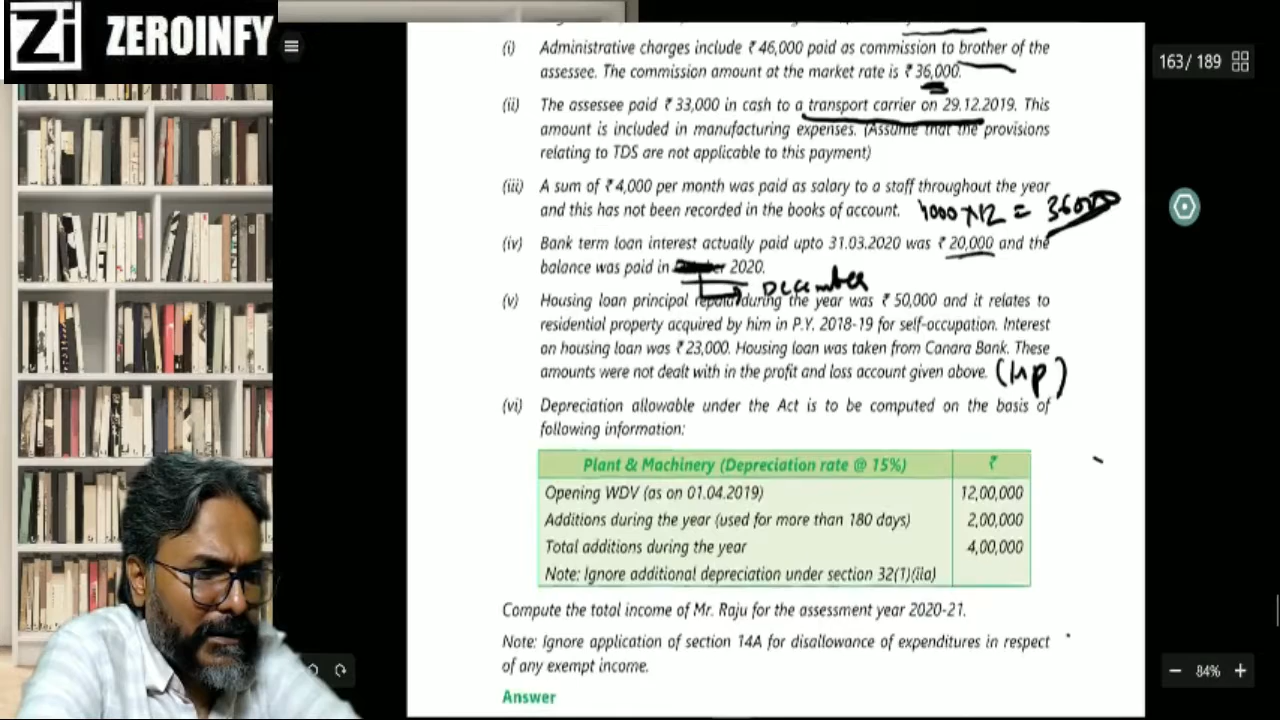 Zi ZEROINFY
163/ 189
(i) Administrative charges include ₹ 46,000 paid as commission to brother of the
assessee. The commission amount at the market rate is ₹ 36,000.
(ii) The assessee paid ₹ 33,000 in cash to a transport carrier on 29.12.2019. This
amount is included in manufacturing expenses. (Assume that the provisions
relating to TDS are not applicable to this payment)
(iii) A sum of ₹ 4,000 per month was paid as salary to a staff throughout the year
and this has not been recorded in the books of account. 4000 x 12 =
(iv) Bank term loan interest actually paid upto 31.03.2020 was ₹ 20,000 and the
balance was paid in 2020.
December
(v) Housing loan principal repaid during the year was ₹ 50,000 and it relates to
residential property acquired by him in P.Y. 2018-19 for self-occupation. Interest
on housing loan was ₹ 23,000. Housing loan was taken from Canara Bank. These
amounts were not dealt with in the profit and loss account given above. (HP)
(vi) Depreciation allowable under the Act is to be computed on the basis of
following information:
Plant & Machinery (Depreciation rate @ 15%) ₹
Opening WDV (as on 01.04.2019) 12,00,000
Additions during the year (used for more than 180 days) 2,00,000
Total additions during the year 4,00,000
Note: Ignore additional depreciation under section 32(1)(iia)
Compute the total income of Mr. Raju for the assessment year 2020-21.
Note: Ignore application of section 14A for disallowance of expenditures in respect
of any exempt income.
84%
Answer